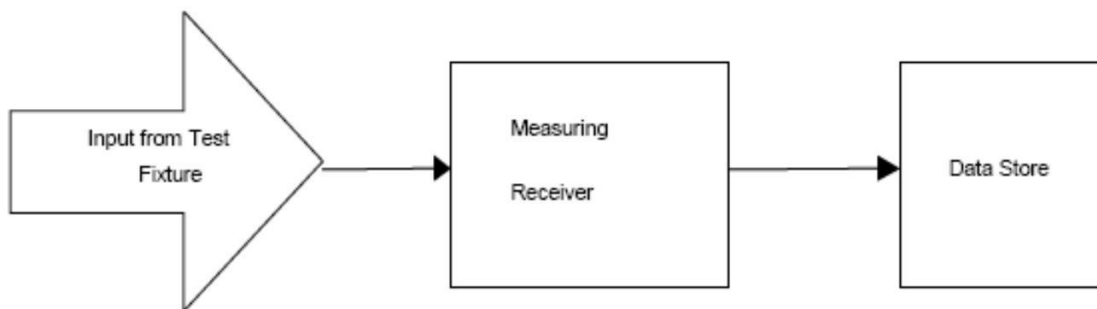 Input from Test
Fixture
Measuring
Receiver
Data Store